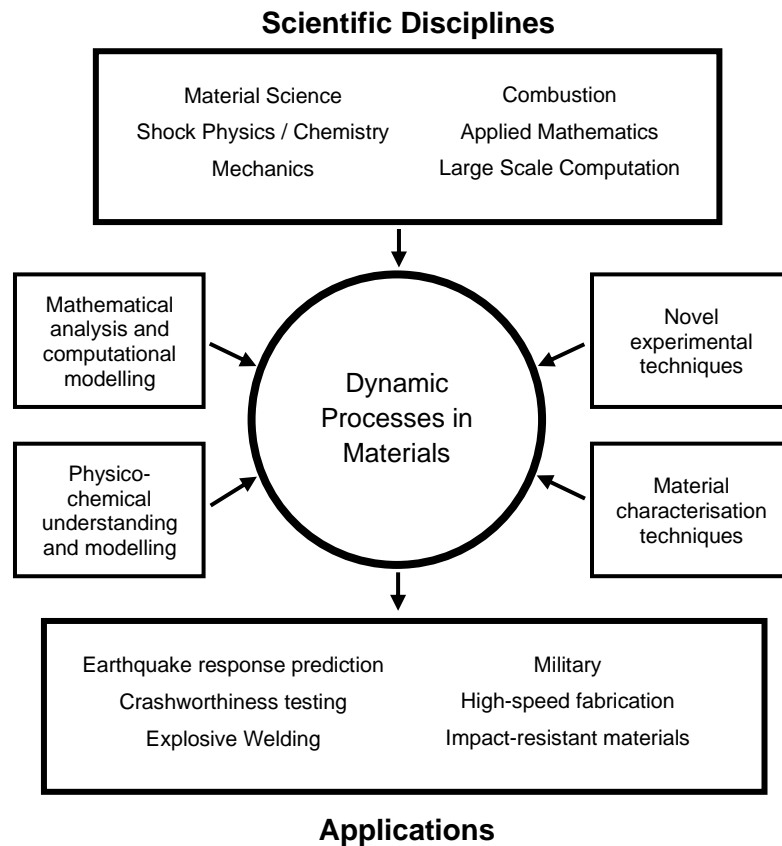 Scientific Disciplines
Material Science
Shock Physics / Chemistry
Mechanics
Combustion
Applied Mathematics
Large Scale Computation
Mathematical
analysis and
computational
modelling
Novel
experimental
techniques
Dynamic
Processes in
Materials
Physico-
chemical
understanding
and modelling
Material
characterisation
techniques
Earthquake response prediction
Crashworthiness testing
Explosive Welding
Military
High-speed fabrication
Impact-resistant materials
Applications